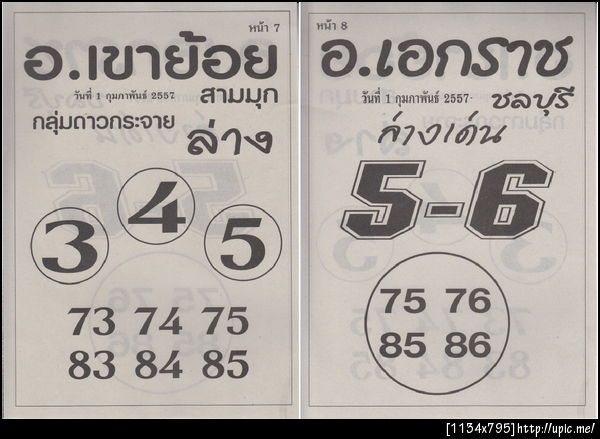 หน้า 7
อ.เขาย้อย
วันที่ 1 กุมภาพันธ์ 2557 สามมุก
กลุ่มดาวกระจาย ล่าง
3 4 5
73 74 75
83 84 85
หน้า 8
อ.เอกราช
วันที่ 1 กุมภาพันธ์ 2557 ชลบุรี
ล่างเด่น
5-6
75 76
85 86
[1154x795]http://upic.me/